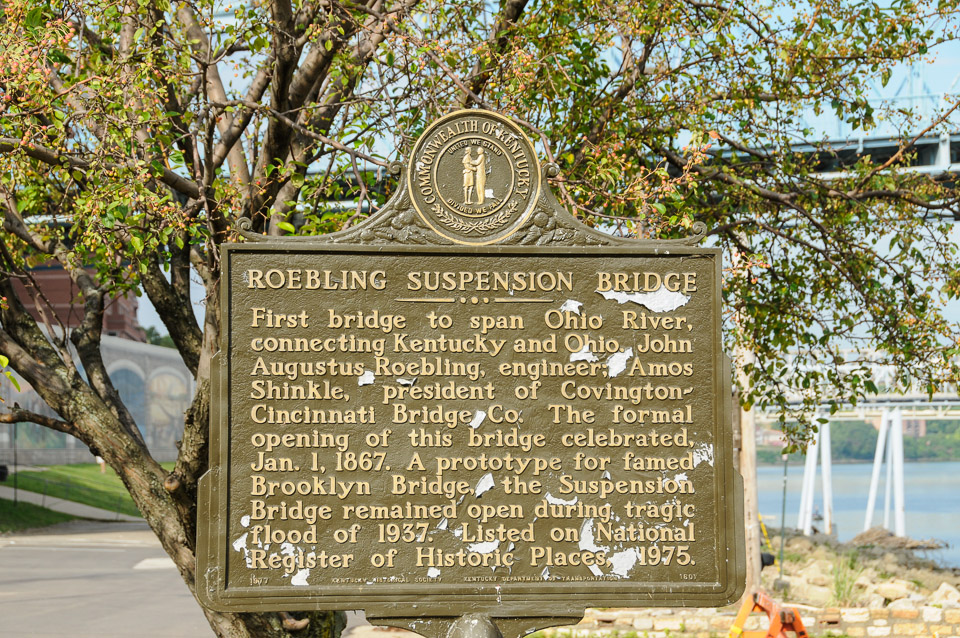 COMMONWEALTH OF KENTUCKY
UNITED WE STAND
DIVIDED WE FALL
ROEBLING SUSPENSION BRIDGE
First bridge to span Ohio River,
connecting Kentucky and Ohio. John
Augustus Roebling, engineer; Amos
Shinkle, president of Covington-
Cincinnati Bridge Co. The formal
opening of this bridge celebrated,
Jan. 1, 1867. A prototype for famed
Brooklyn Bridge, the Suspension
Bridge remained open during tragic
flood of 1937. Listed on National
Register of Historic Places, 1975.
1977 KENTUCKY HISTORICAL SOCIETY KENTUCKY DEPARTMENT OF TRANSPORTATION 1501